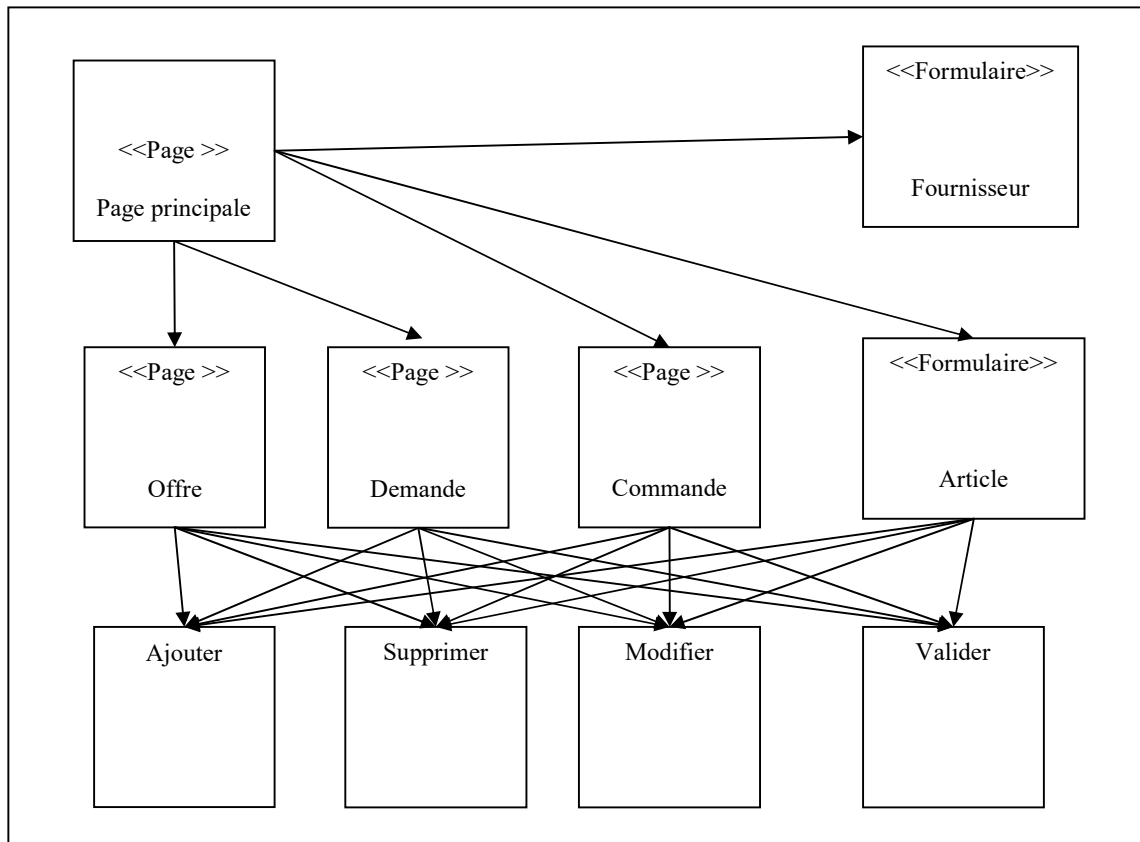 <<Page >>
Page principale
<<Formulaire>>
Fournisseur
<<Page >>
Offre
<<Page >>
Demande
<<Page >>
Commande
<<Formulaire>>
Article
Ajouter
Supprimer
Modifier
Valider